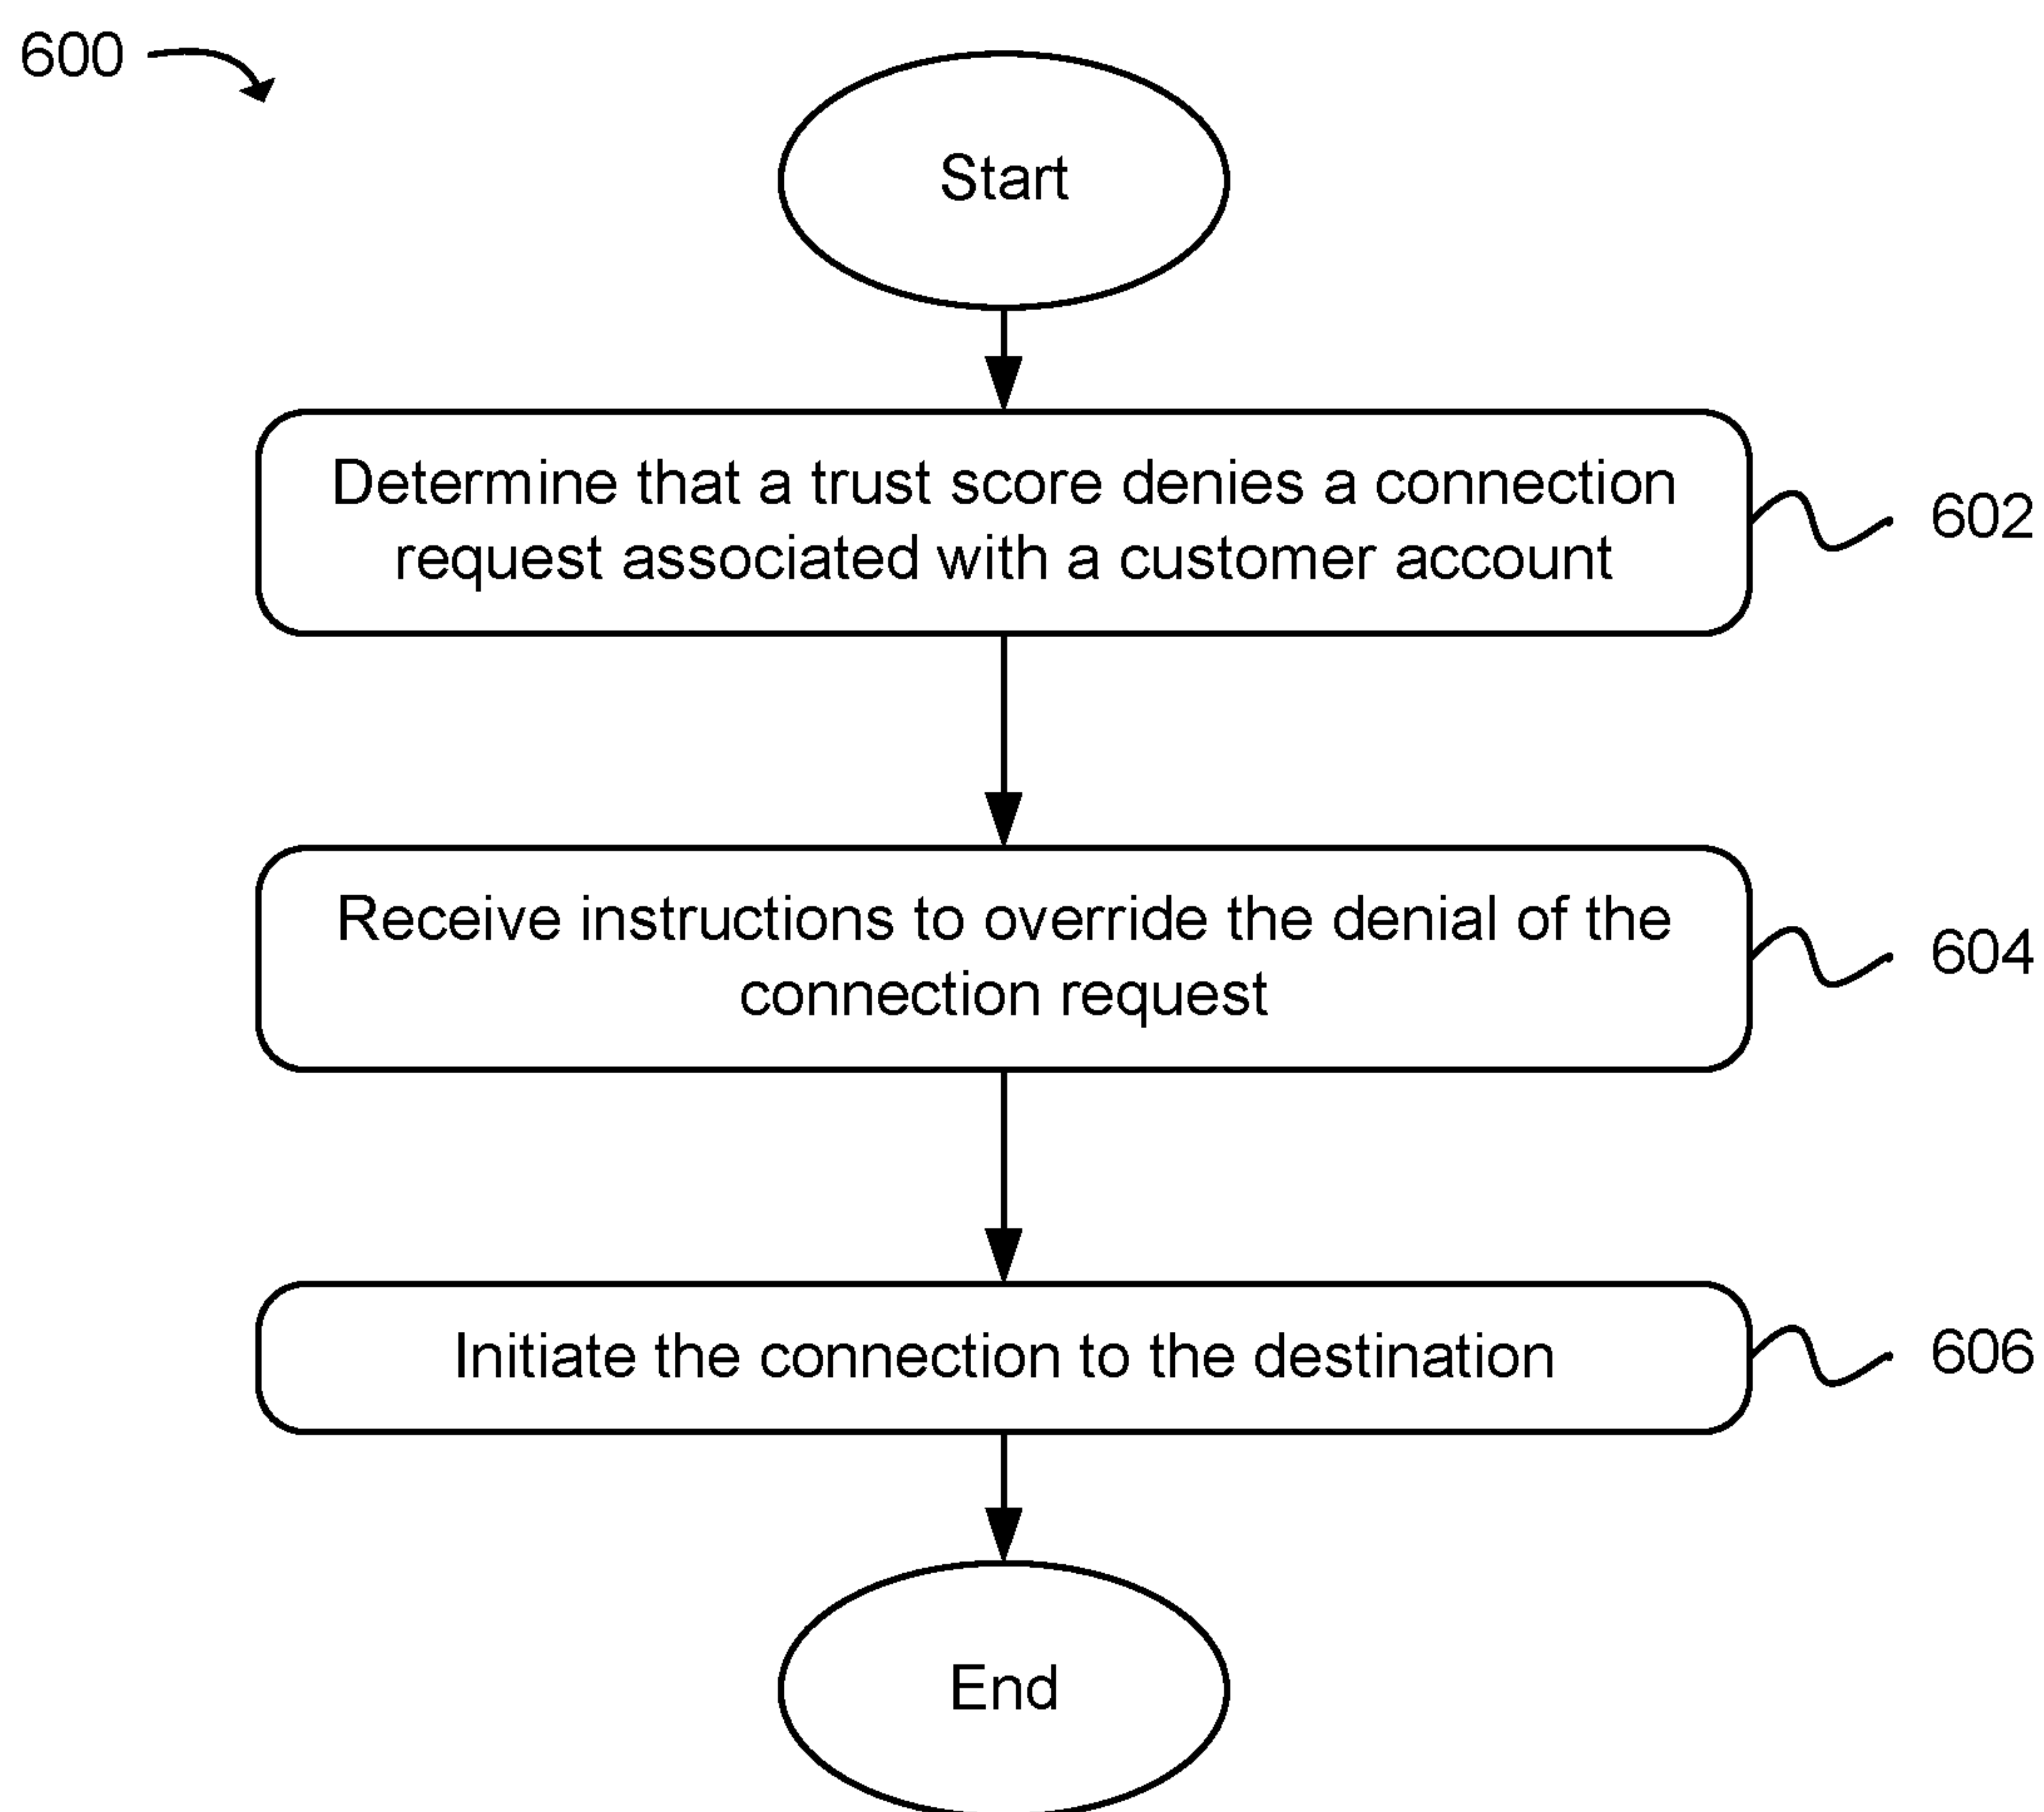 600
Start
Determine that a trust score denies a connection
request associated with a customer account
602
Receive instructions to override the denial of the
connection request
604
Initiate the connection to the destination
606
End